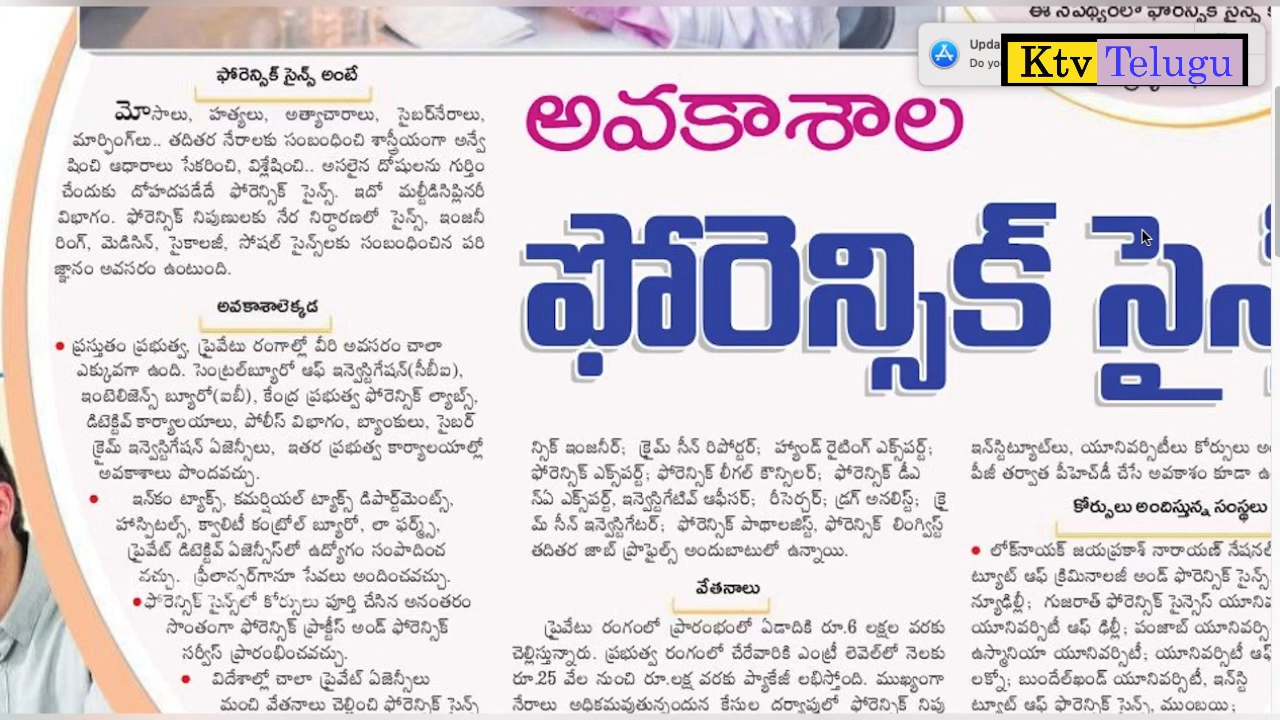 ఈ నేపథ్యంలో ఫోరెన్సిక్ సైన్స్
Upda
Do you
Ktv Telugu
అవకాశాల
ఫోరెన్సిక్ సైన్
ఫోరెన్సిక్ సైన్స్ అంటే
మోసాలు, హత్యలు, అత్యాచారాలు, సైబర్‌నేరాలు,
మార్ఫింగ్‌లు.. తదితర నేరాలకు సంబంధించి శాస్త్రీయంగా అన్వే
షించి ఆధారాలు సేకరించి, విశ్లేషించి.. అసలైన దోషులను గుర్తిం
చేందుకు దోహదపడేదే ఫోరెన్సిక్ సైన్స్. ఇదో మల్టీడిసిప్లినరీ
విభాగం. ఫోరెన్సిక్ నిపుణులకు నేర నిర్ధారణలో సైన్స్, ఇంజనీ
రింగ్, మెడిసిన్, సైకాలజీ, సోషల్ సైన్స్‌లకు సంబంధించిన పరి
జ్ఞానం అవసరం ఉంటుంది.
అవకాశాలెక్కడ
● ప్రస్తుతం ప్రభుత్వ, ప్రైవేటు రంగాల్లో వీరి అవసరం చాలా
ఎక్కువగా ఉంది. సెంట్రల్‌బ్యూరో ఆఫ్ ఇన్వెస్టిగేషన్(సీబీఐ),
ఇంటెలిజెన్స్ బ్యూరో(ఐబీ), కేంద్ర ప్రభుత్వ ఫోరెన్సిక్ ల్యాబ్స్,
డిటెక్టివ్ కార్యాలయాలు, పోలీస్ విభాగం, బ్యాంకులు, సైబర్
క్రైమ్ ఇన్వెస్టిగేషన్ ఏజెన్సీలు, ఇతర ప్రభుత్వ కార్యాలయాల్లో
అవకాశాలు పొందవచ్చు.
● ఇన్‌కం ట్యాక్స్, కమర్షియల్ ట్యాక్స్ డిపార్ట్‌మెంట్స్,
హాస్పిటల్స్, క్వాలిటీ కంట్రోల్ బ్యూరో, లా ఫర్మ్స్,
ప్రైవేట్ డిటెక్టివ్ ఏజెన్సీస్‌లో ఉద్యోగం సంపాదించ
వచ్చు. ఫ్రీలాన్సర్‌గానూ సేవలు అందించవచ్చు.
● ఫోరెన్సిక్ సైన్స్‌లో కోర్సులు పూర్తి చేసిన అనంతరం
సొంతంగా ఫోరెన్సిక్ ప్రాక్టీస్ అండ్ ఫోరెన్సిక్
సర్వీస్ ప్రారంభించవచ్చు.
● విదేశాల్లో చాలా ప్రైవేట్ ఏజెన్సీలు
మంచి వేతనాలు చెల్లించి ఫోరెన్సిక్ సైన్స్
న్సిక్ ఇంజనీర్; క్రైమ్ సీన్ రిపోర్టర్; హ్యాండ్ రైటింగ్ ఎక్స్‌పర్ట్;
ఫోరెన్సిక్ ఎక్స్‌పర్ట్; ఫోరెన్సిక్ లీగల్ కౌన్సిలర్; ఫోరెన్సిక్ డీఎ
న్ఏ ఎక్స్‌పర్ట్, ఇన్వెస్టిగేటివ్ ఆఫీసర్; రీసెర్చర్; డ్రగ్ అనలిస్ట్; క్రై
మ్ సీన్ ఇన్వెస్టిగేటర్; ఫోరెన్సిక్ పాథాలజిస్ట్, ఫోరెన్సిక్ లింగ్విస్ట్
తదితర జాబ్ ప్రొఫైల్స్ అందుబాటులో ఉన్నాయి.
వేతనాలు
ప్రైవేటు రంగంలో ప్రారంభంలో ఏడాదికి రూ.6 లక్షల వరకు
చెల్లిస్తున్నారు. ప్రభుత్వ రంగంలో చేరేవారికి ఎంట్రీ లెవెల్‌లో నెలకు
రూ.25 వేల నుంచి రూ.లక్ష వరకు ప్యాకేజీ లభిస్తోంది. ముఖ్యంగా
నేరాలు అధికమవుతున్నందున కేసుల దర్యాప్తులో ఫోరెన్సిక్ నిపు
ఇన్‌స్టిట్యూట్‌లు, యూనివర్సిటీలు కోర్సులు
పీజీ తర్వాత పీహెచ్‌డీ చేసే అవకాశం కూడా
కోర్సులు అందిస్తున్న సంస్థలు
● లోక్‌నాయక్ జయప్రకాశ్ నారాయణ్ నేషనల్
ట్యూట్ ఆఫ్ క్రిమినాలజీ అండ్ ఫోరెన్సిక్ సైన్స్,
న్యూఢిల్లీ; గుజరాత్ ఫోరెన్సిక్ సైన్సెస్ యూని
యూనివర్సిటీ ఆఫ్ ఢిల్లీ; పంజాబ్ యూనివర్సి
ఉస్మానియా యూనివర్సిటీ; యూనివర్సిటీ ఆఫ్
లక్నో; బుందేల్‌ఖండ్ యూనివర్సిటీ, ఇన్‌స్టి
ట్యూట్ ఆఫ్ ఫోరెన్సిక్ సైన్స్, ముంబయి;